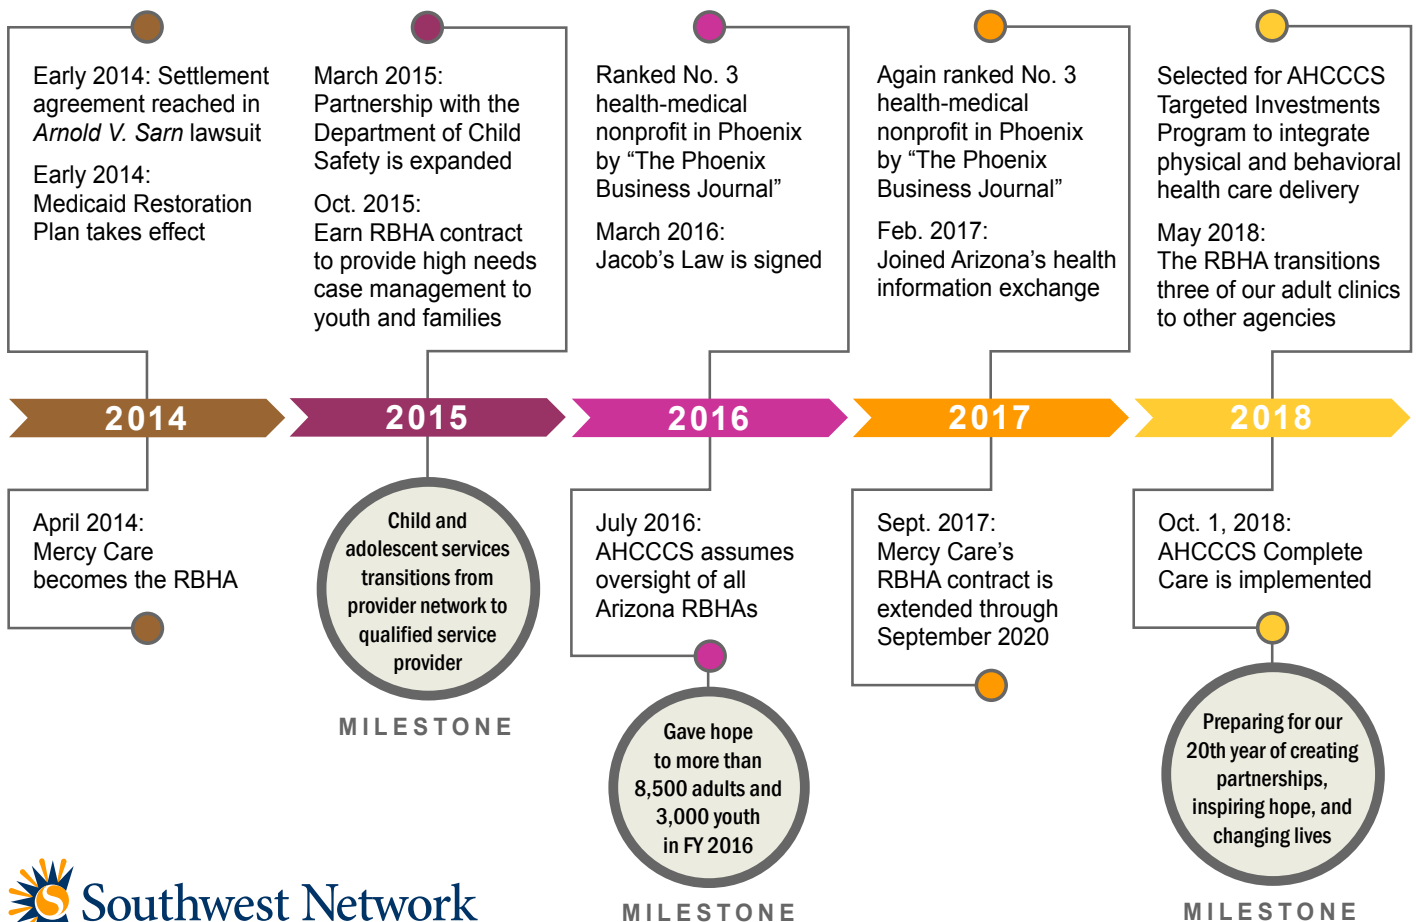 Early 2014: Settlement
agreement reached in
Arnold V. Sarn lawsuit
Early 2014:
Medicaid Restoration
Plan takes effect
March 2015:
Partnership with the
Department of Child
Safety is expanded
Oct. 2015:
Earn RBHA contract
to provide high needs
case management to
youth and families
Ranked No. 3
health-medical
nonprofit in Phoenix
by “The Phoenix
Business Journal”
March 2016:
Jacob’s Law is signed
Again ranked No. 3
health-medical
nonprofit in Phoenix
by “The Phoenix
Business Journal”
Feb. 2017:
Joined Arizona’s health
information exchange
Selected for AHCCCS
Targeted Investments
Program to integrate
physical and behavioral
health care delivery
May 2018:
The RBHA transitions
three of our adult clinics
to other agencies
2014
2015
2016
2017
2018
April 2014:
Mercy Care
becomes the RBHA
Child and
adolescent services
transitions from
provider network to
qualified service
provider
MILESTONE
July 2016:
AHCCCS assumes
oversight of all
Arizona RBHAs
Gave hope
to more than
8,500 adults and
3,000 youth
in FY 2016
MILESTONE
Sept. 2017:
Mercy Care’s
RBHA contract is
extended through
September 2020
Oct. 1, 2018:
AHCCCS Complete
Care is implemented
Preparing for our
20th year of creating
partnerships,
inspiring hope, and
changing lives
MILESTONE
S
Southwest Network